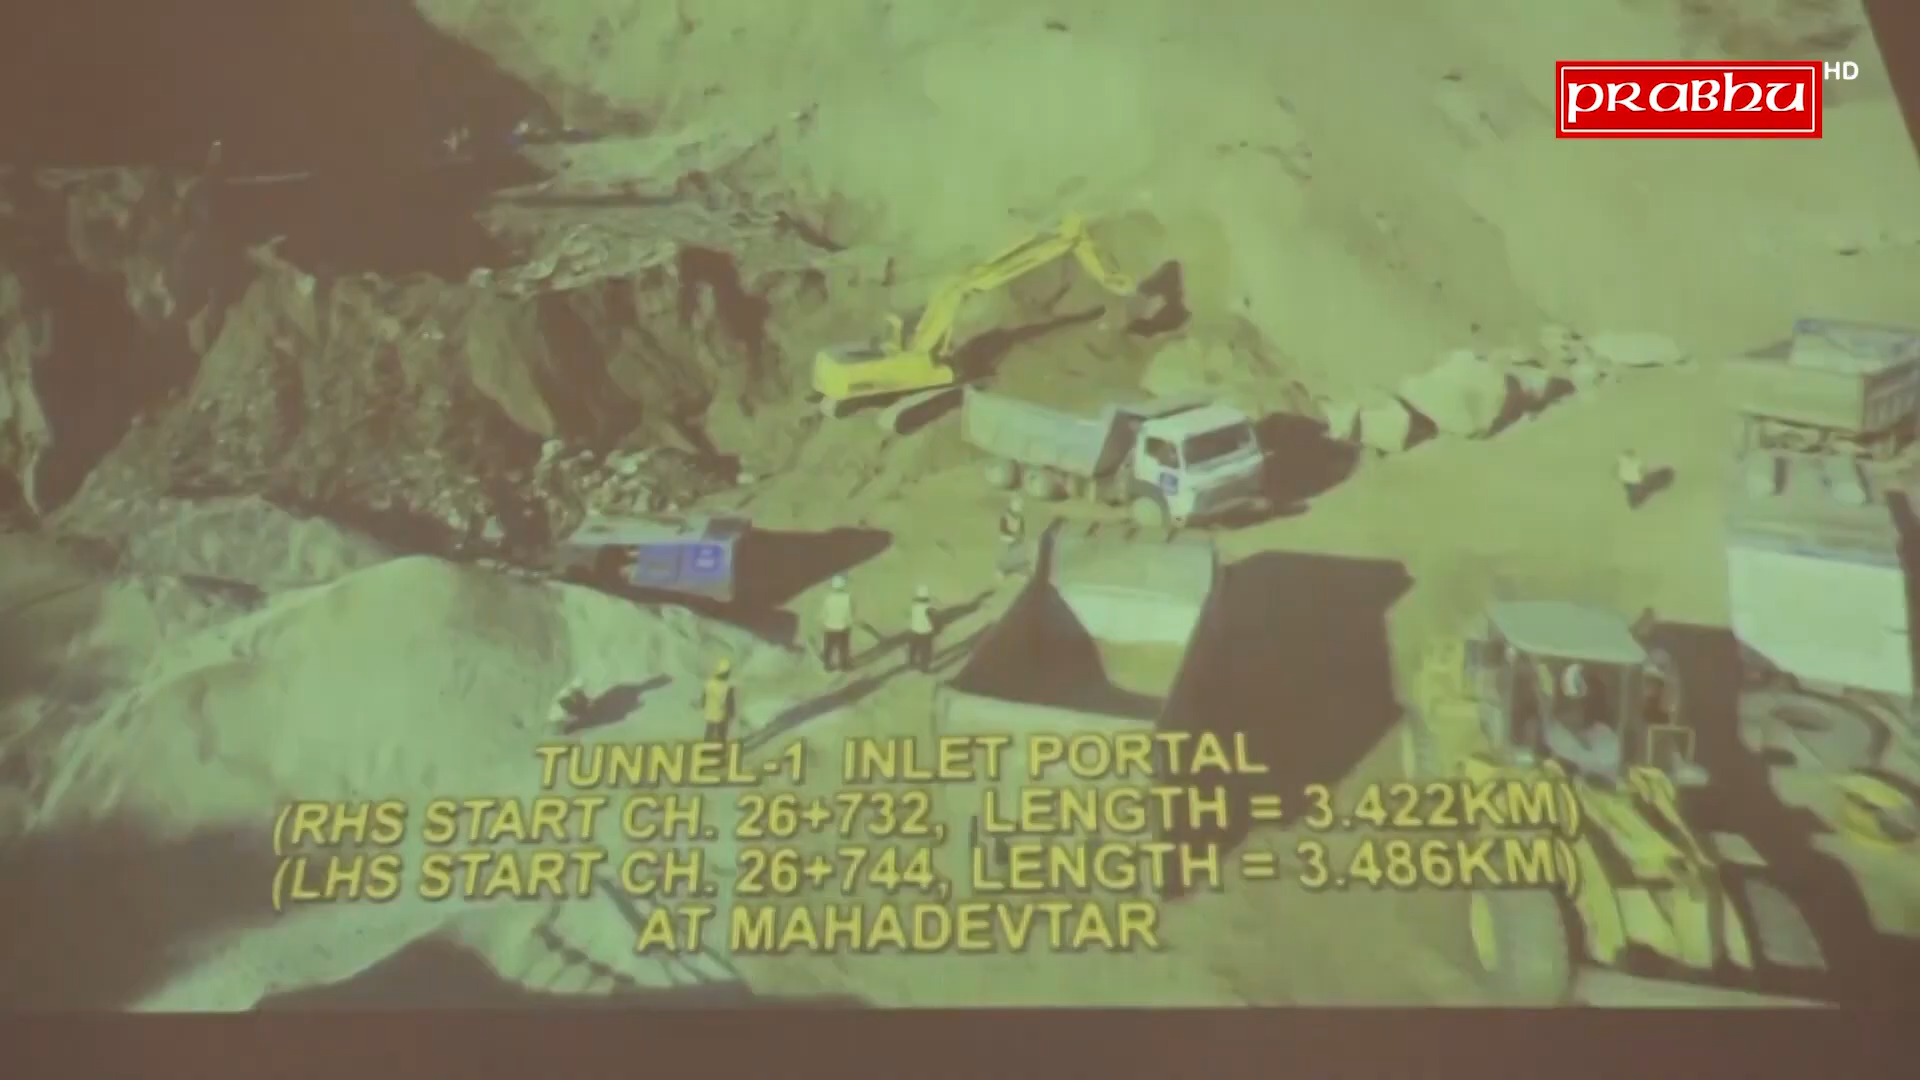 PRABHU HD
TUNNEL-1 INLET PORTAL
(RHS START CH. 26+732, LENGTH = 3.422KM)
(LHS START CH. 26+744, LENGTH = 3.486KM)
AT MAHADEVTAR